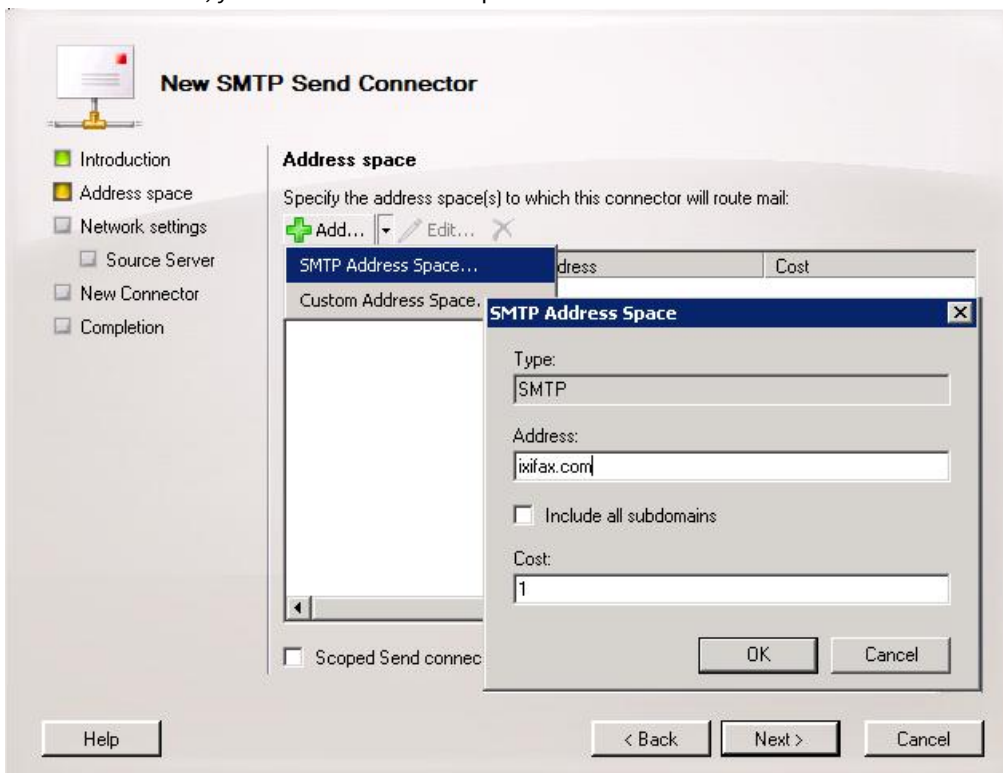 New SMTP Send Connector
Introduction
Address space
Network settings
Source Server
New Connector
Completion
Address space
Specify the address space(s) to which this connector will route mail:
Add... Edit...
SMTP Address Space...
Custom Address Space.
dress Cost
SMTP Address Space
Type:
SMTP
Address:
ixifax.com
Include all subdomains
Cost:
1
OK Cancel
Scoped Send connec
Help < Back Next > Cancel